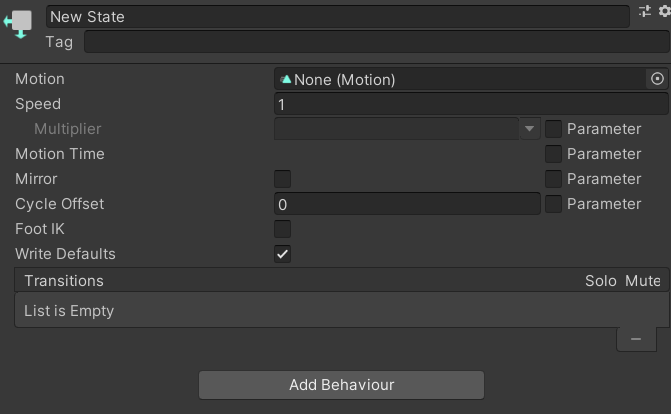 New State
Tag
Motion None (Motion)
Speed 1
Multiplier Parameter
Motion Time Parameter
Mirror Parameter
Cycle Offset 0 Parameter
Foot IK
Write Defaults
Transitions Solo Mute
List is Empty
Add Behaviour